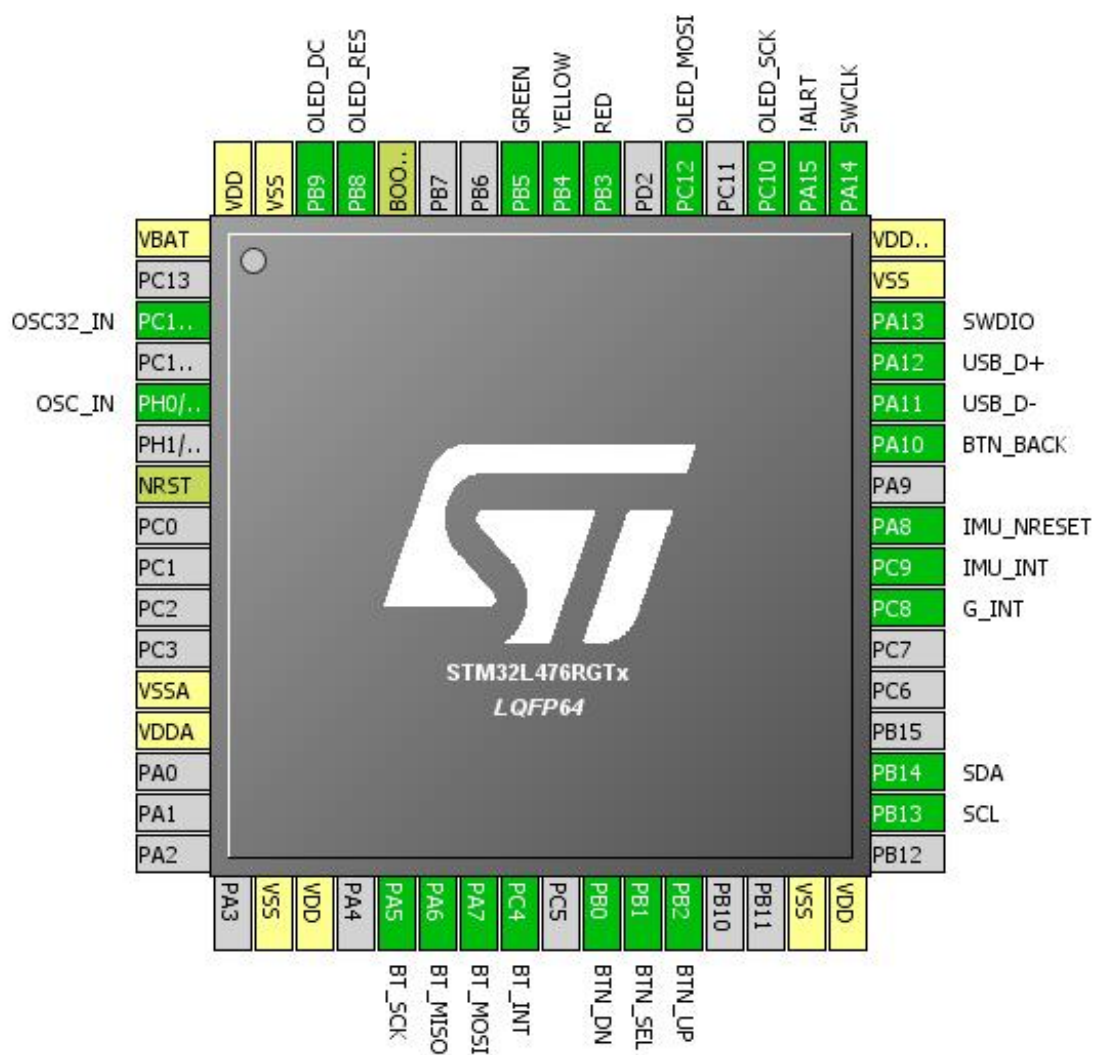 OLED_DC
OLED_RES
GREEN
YELLOW
RED
OLED_MOSI
OLED_SCK
!ALRT
SWCLK
VDD
VSS
PB9
PB8
BOO..
PB7
PB6
PB5
PB4
PB3
PD2
PC12
PC11
PC10
PA15
PA14
VBAT
PC13
OSC32_IN PC1..
PC1..
OSC_IN PH0/..
PH1/..
NRST
PC0
PC1
PC2
PC3
VSSA
VDDA
PA0
PA1
PA2
ST
STM32L476RGTx
LQFP64
VDD..
VSS
PA13 SWDIO
PA12 USB_D+
PA11 USB_D-
PA10 BTN_BACK
PA9
PA8 IMU_NRESET
PC9 IMU_INT
PC8 G_INT
PC7
PC6
PB15
PB14 SDA
PB13 SCL
PB12
PA3
VSS
VDD
PA4
PA5
PA6
PA7
PC4
PC5
PB0
PB1
PB2
PB10
PB11
VSS
VDD
BT_SCK
BT_MISO
BT_MOSI
BT_INT
BTN_DN
BTN_SEL
BTN_UP